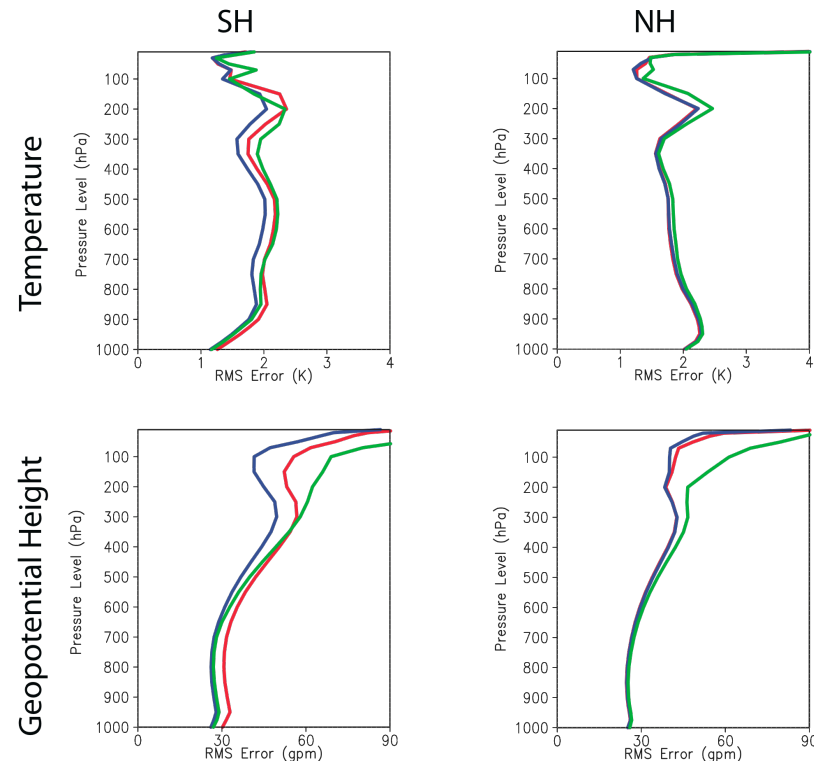 SH
NH
Temperature
Pressure Level (hPa)
100
200
300
400
500
600
700
800
900
1000
0 1 2 3 4
RMS Error (K)
Pressure Level (hPa)
100
200
300
400
500
600
700
800
900
1000
0 1 2 3 4
RMS Error (K)
Geopotential Height
Pressure Level (hPa)
100
200
300
400
500
600
700
800
900
1000
0 30 60 90
RMS Error (gpm)
Pressure Level (hPa)
100
200
300
400
500
600
700
800
900
1000
0 30 60 90
RMS Error (gpm)